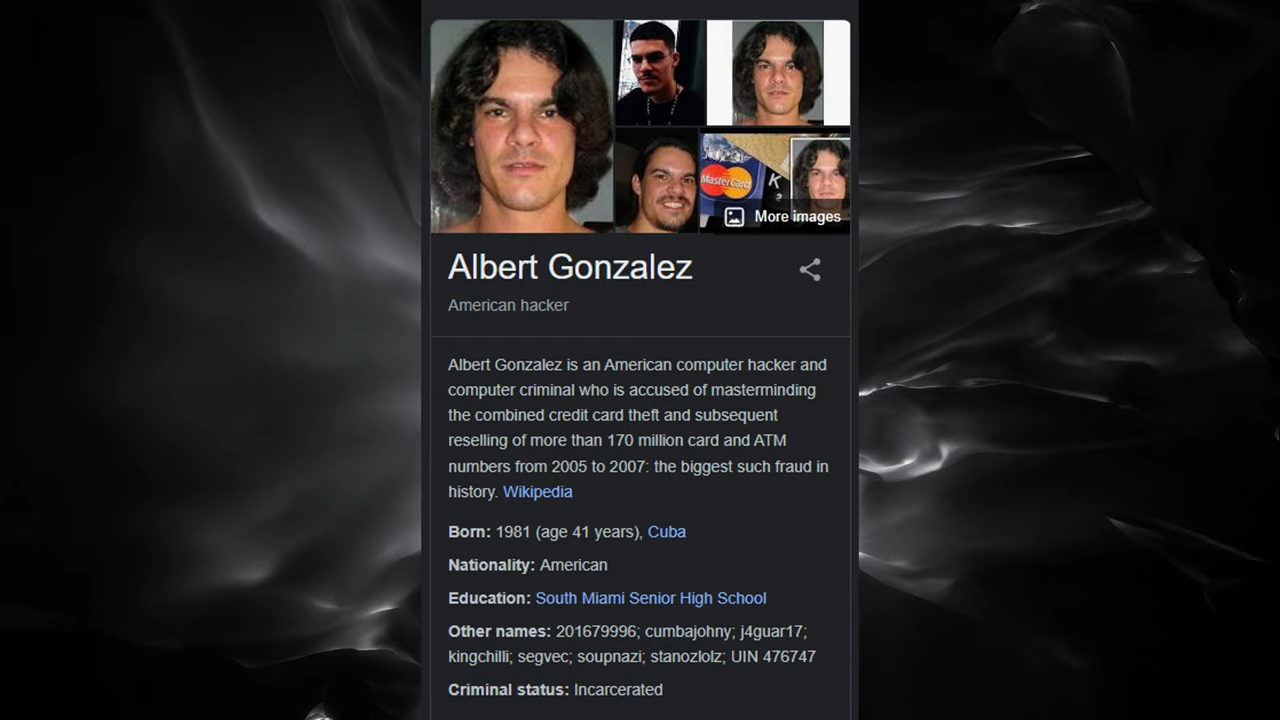 MasterCard
K
More images
Albert Gonzalez
American hacker
Albert Gonzalez is an American computer hacker and
computer criminal who is accused of masterminding
the combined credit card theft and subsequent
reselling of more than 170 million card and ATM
numbers from 2005 to 2007: the biggest such fraud in
history. Wikipedia
Born: 1981 (age 41 years), Cuba
Nationality: American
Education: South Miami Senior High School
Other names: 201679996; cumbajohny; j4guar17;
kingchilli; segvec; soupnazi; stanozlolz; UIN 476747
Criminal status: Incarcerated